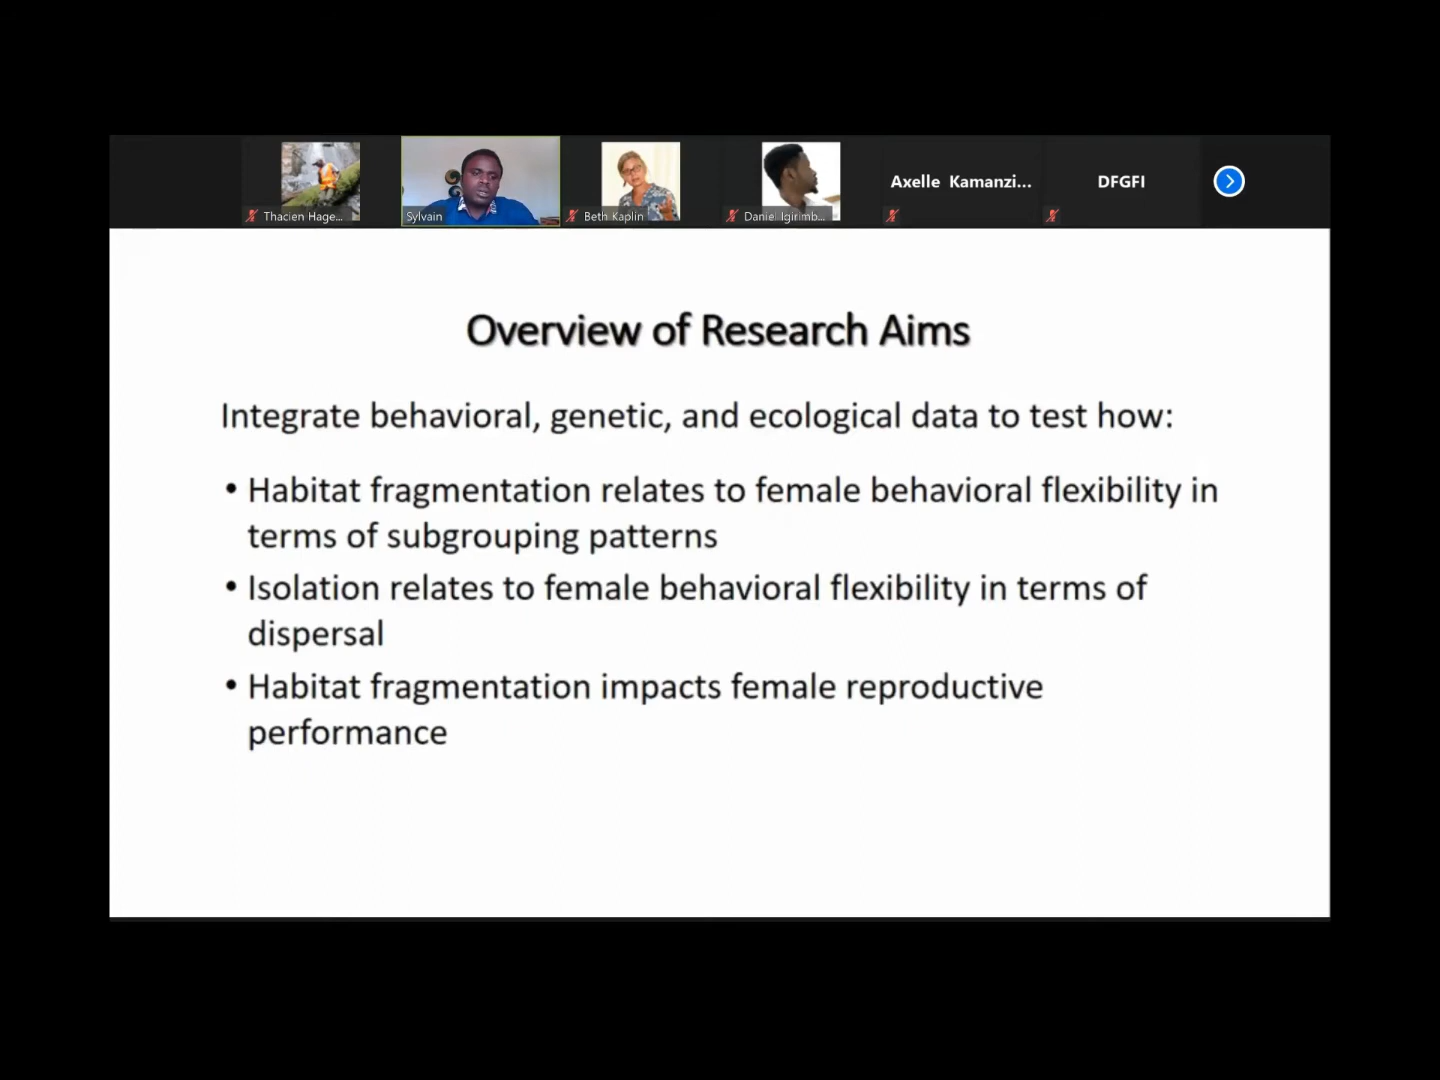 Thacien Hage...
Sylvain
Beth Kaplin
Daniel Igirimb...
Axelle Kamanzi...
DFGFI
Overview of Research Aims
Integrate behavioral, genetic, and ecological data to test how:
• Habitat fragmentation relates to female behavioral flexibility in
terms of subgrouping patterns
• Isolation relates to female behavioral flexibility in terms of
dispersal
• Habitat fragmentation impacts female reproductive
performance